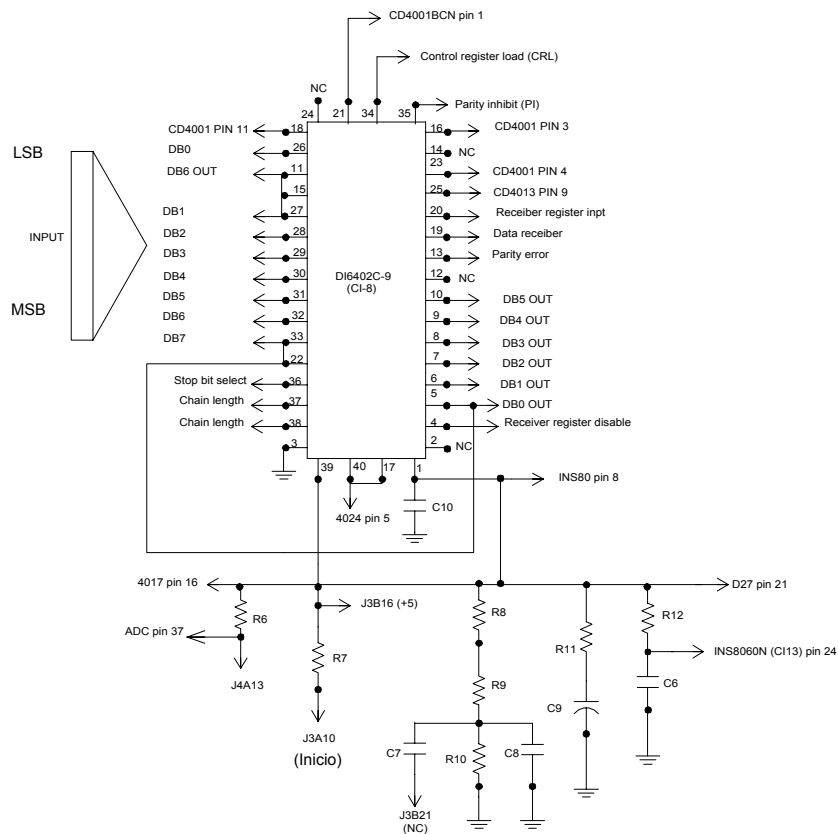 CD4001BCN pin 1
Control register load (CRL)
NC
24
21
34
35
Parity inhibit (PI)
CD4001 PIN 11
18
16
CD4001 PIN 3
LSB
DB0
26
14
NC
DB6 OUT
11
23
CD4001 PIN 4
15
25
CD4013 PIN 9
DB1
27
20
Receiber register inpt
INPUT
DB2
28
19
Data receiber
DB3
29
13
Parity error
DI6402C-9
(CI-8)
DB4
30
12
NC
MSB
DB5
31
10
DB5 OUT
DB6
32
9
DB4 OUT
DB7
33
8
DB3 OUT
22
7
DB2 OUT
Stop bit select
36
6
DB1 OUT
Chain length
37
5
DB0 OUT
Chain length
38
4
Receiver register disable
3
2
NC
39
40
17
1
INS80 pin 8
C10
4024 pin 5
4017 pin 16
D27 pin 21
R6
J3B16 (+5)
R8
R12
ADC pin 37
R7
R11
INS8060N (CI13) pin 24
J4A13
R9
C6
C9
J3A10
(Inicio)
C7
R10
C8
J3B21
(NC)